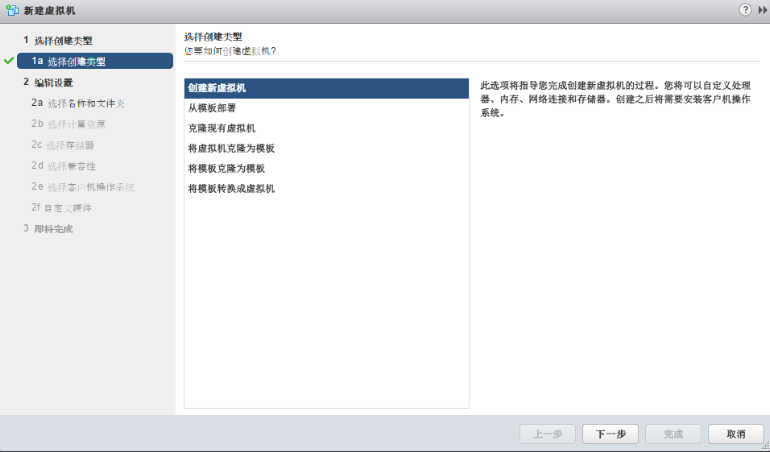 新建虚拟机
1 选择创建类型
1a 选择创建类型
2 编辑设置
2a 选择名称和文件夹
2b 选择计算资源
2c 选择存储器
2d 选择兼容性
2e 选择客户机操作系统
2f 自定义硬件
3 即将完成
选择创建类型
您要如何创建虚拟机?
创建新虚拟机
从模板部署
克隆现有虚拟机
将虚拟机克隆为模板
将模板克隆为模板
将模板转换成虚拟机
此选项将指导您完成创建新虚拟机的过程。您将可以自定义处理
器、内存、网络连接和存储器。创建之后将需要安装客户机操作
系统。
上一步
下一步
完成
取消